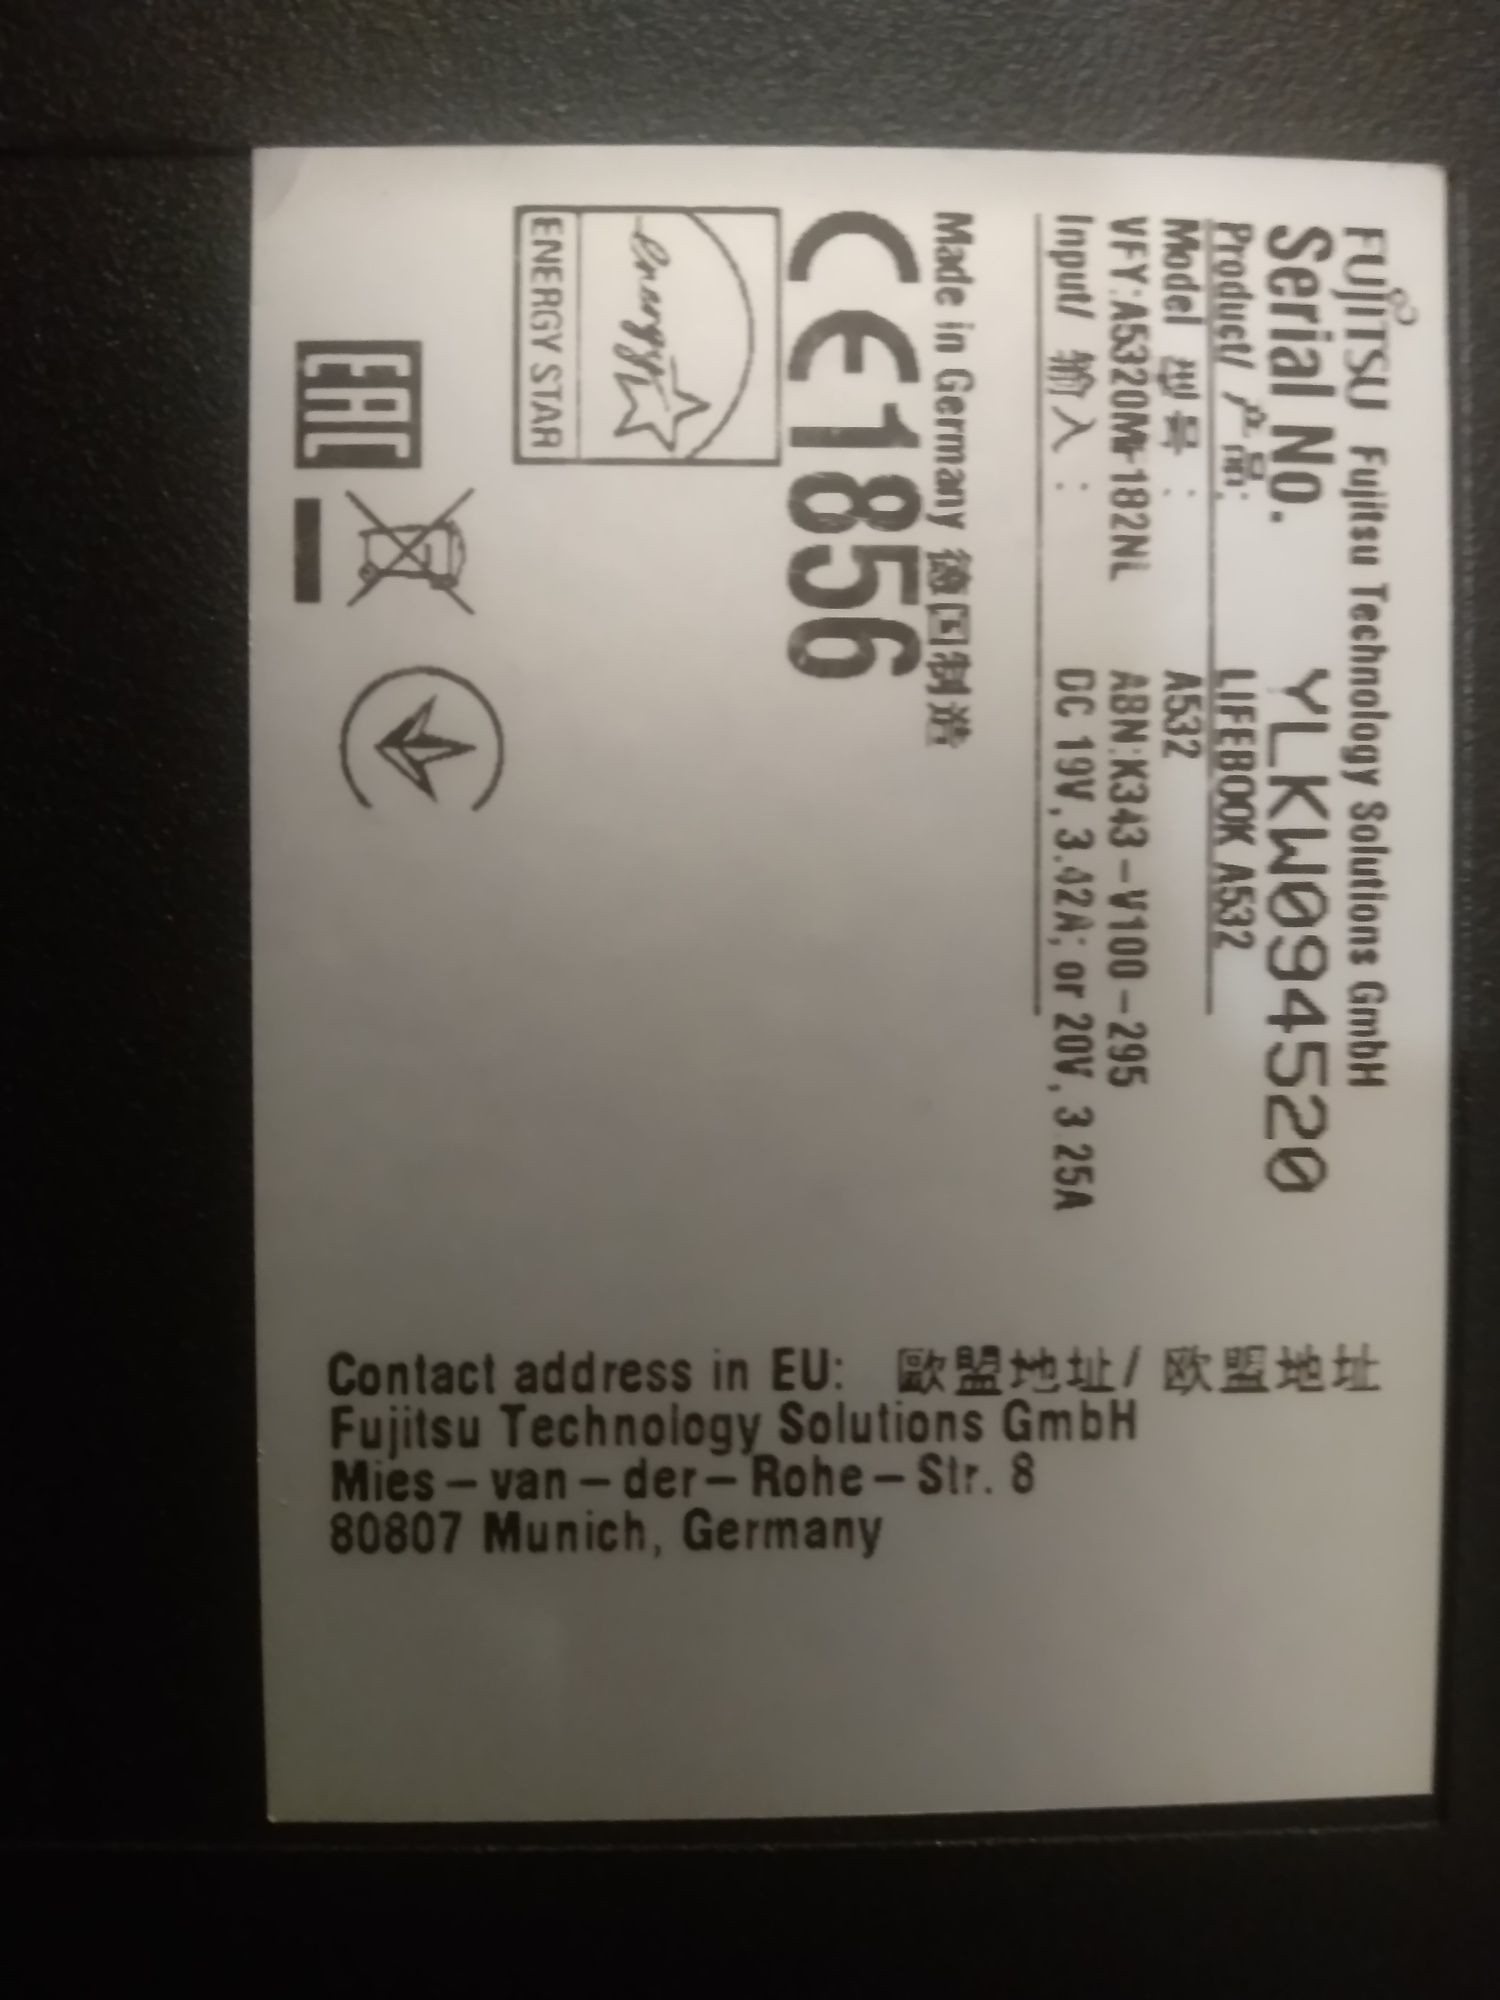 FUJITSU Fujitsu Technology Solutions GmbH
Serial No. YLKW094520
Product/ 产品: LIFEBOOK A532
Model 型号 : A532
VFY:A5320M 182NL ABN:K343-V100-295
Input/ 输入 : DC 19V, 3.42A; or 20V, 3.25A
Made in Germany 德国制造
CE1856
energy
ENERGY STAR
EAC
Contact address in EU: 歐盟地址/ 欧盟地址
Fujitsu Technology Solutions GmbH
Mies-van-der-Rohe-Str. 8
80807 Munich, Germany